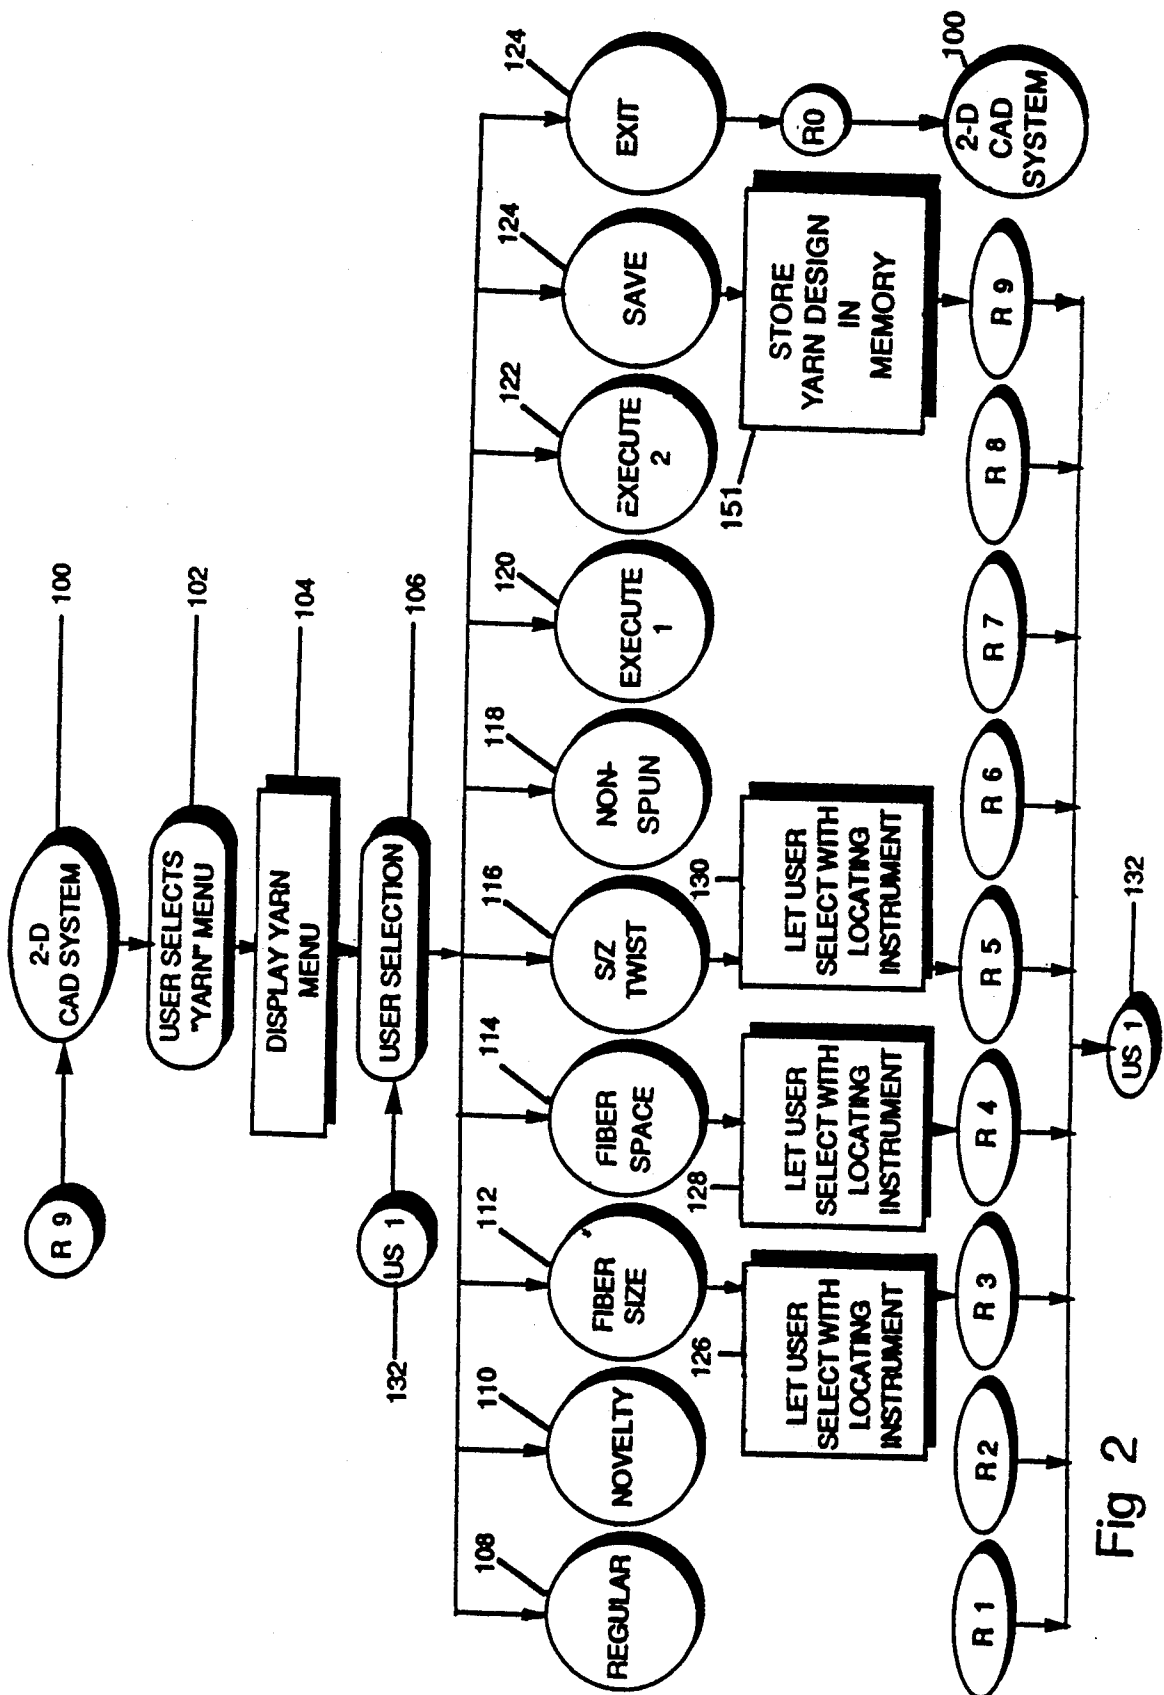 100
R 9
2-D
CAD SYSTEM
102
USER SELECTS
"YARN" MENU
104
DISPLAY YARN
MENU
106
132
US 1
USER SELECTION
108
110
112
114
116
118
120
122
124
124
REGULAR
NOVELTY
FIBER
SIZE
FIBER
SPACE
S/Z
TWIST
NON-
SPUN
EXECUTE
1
EXECUTE
2
SAVE
EXIT
126
LET USER
SELECT WITH
LOCATING
INSTRUMENT
128
LET USER
SELECT WITH
LOCATING
INSTRUMENT
130
LET USER
SELECT WITH
LOCATING
INSTRUMENT
151
STORE
YARN DESIGN
IN
MEMORY
R0
100
2-D
CAD
SYSTEM
R 1
R 2
R 3
R 4
R 5
R 6
R 7
R 8
R 9
US 1
132
Fig 2